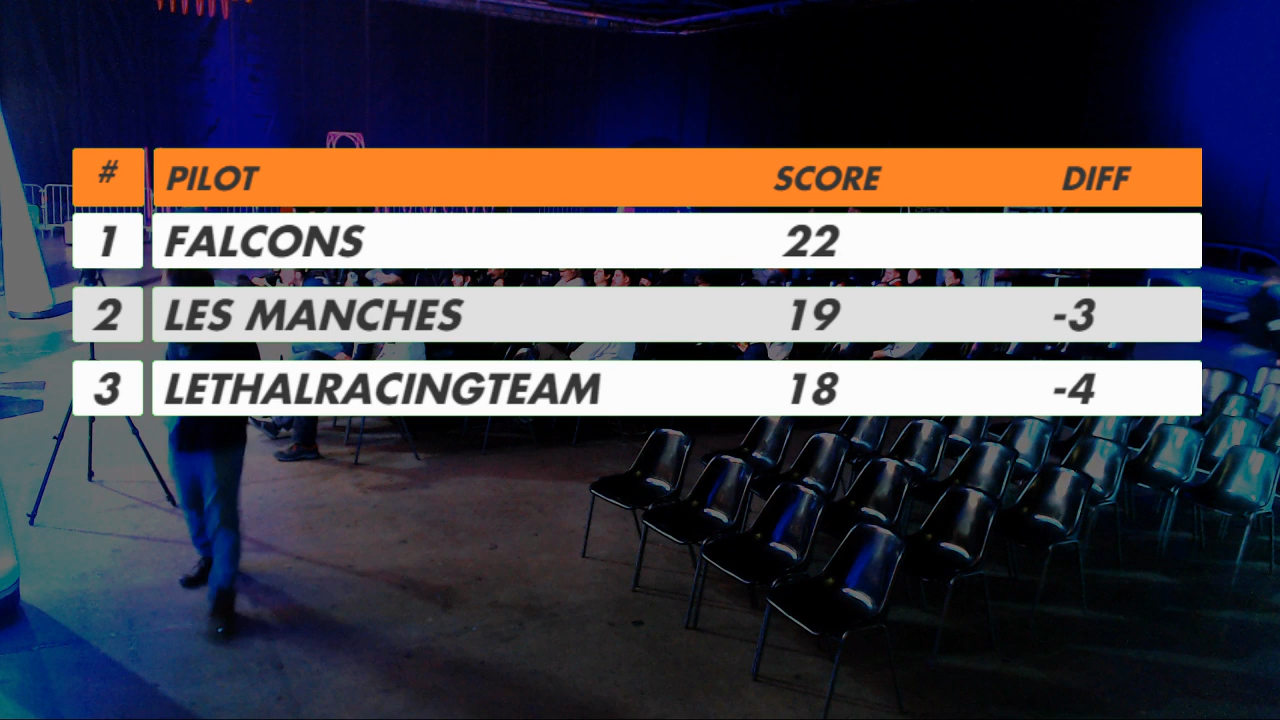 # PILOT SCORE DIFF
1 FALCONS 22
2 LES MANCHES 19 -3
3 LETHALRACINGTEAM 18 -4